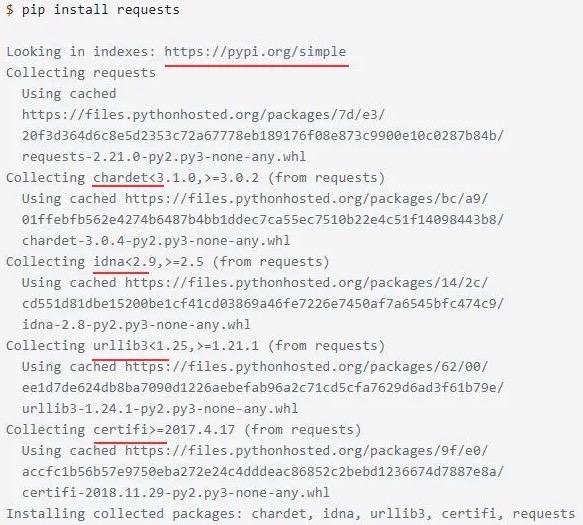 $ pip install requests
Looking in indexes: https://pypi.org/simple
Collecting requests
Using cached
https://files.pythonhosted.org/packages/7d/e3/
20f3d364d6c8e5d2353c72a67778eb189176f08e873c9900e10c0287b84b/
requests-2.21.0-py2.py3-none-any.whl
Collecting chardet<3.1.0,>=3.0.2 (from requests)
Using cached https://files.pythonhosted.org/packages/bc/a9/
01ffebfb562e4274b6487b4bb1ddec7ca55ec7510b22e4c51f14098443b8/
chardet-3.0.4-py2.py3-none-any.whl
Collecting idna<2.9,>=2.5 (from requests)
Using cached https://files.pythonhosted.org/packages/14/2c/
cd551d81dbe15200be1cf41cd03869a46fe7226e7450af7a6545bfc474c9/
idna-2.8-py2.py3-none-any.whl
Collecting urllib3<1.25,>=1.21.1 (from requests)
Using cached https://files.pythonhosted.org/packages/62/00/
ee1d7de624db8ba7090d1226aebefab96a2c71cd5cfa7629d6ad3f61b79e/
urllib3-1.24.1-py2.py3-none-any.whl
Collecting certifi>=2017.4.17 (from requests)
Using cached https://files.pythonhosted.org/packages/9f/e0/
accfc1b56b57e9750eba272e24c4dddeac86852c2bebd1236674d7887e8a/
certifi-2018.11.29-py2.py3-none-any.whl
Installing collected packages: chardet, idna, urllib3, certifi, requests